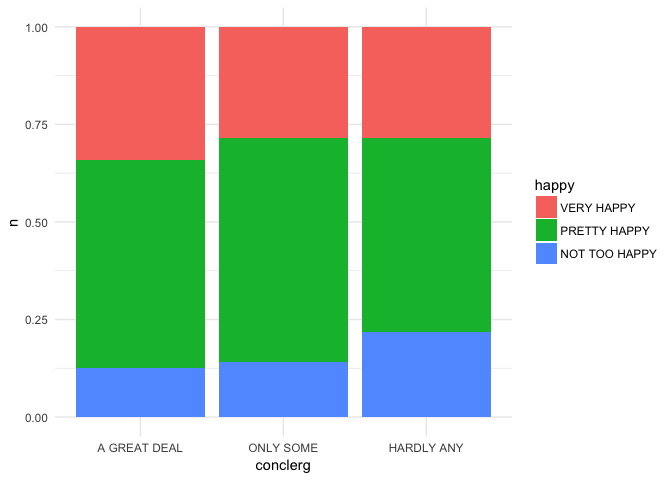 1.00
0.75
0.50
0.25
0.00
n
A GREAT DEAL
ONLY SOME
HARDLY ANY
conclerg
happy
VERY HAPPY
PRETTY HAPPY
NOT TOO HAPPY